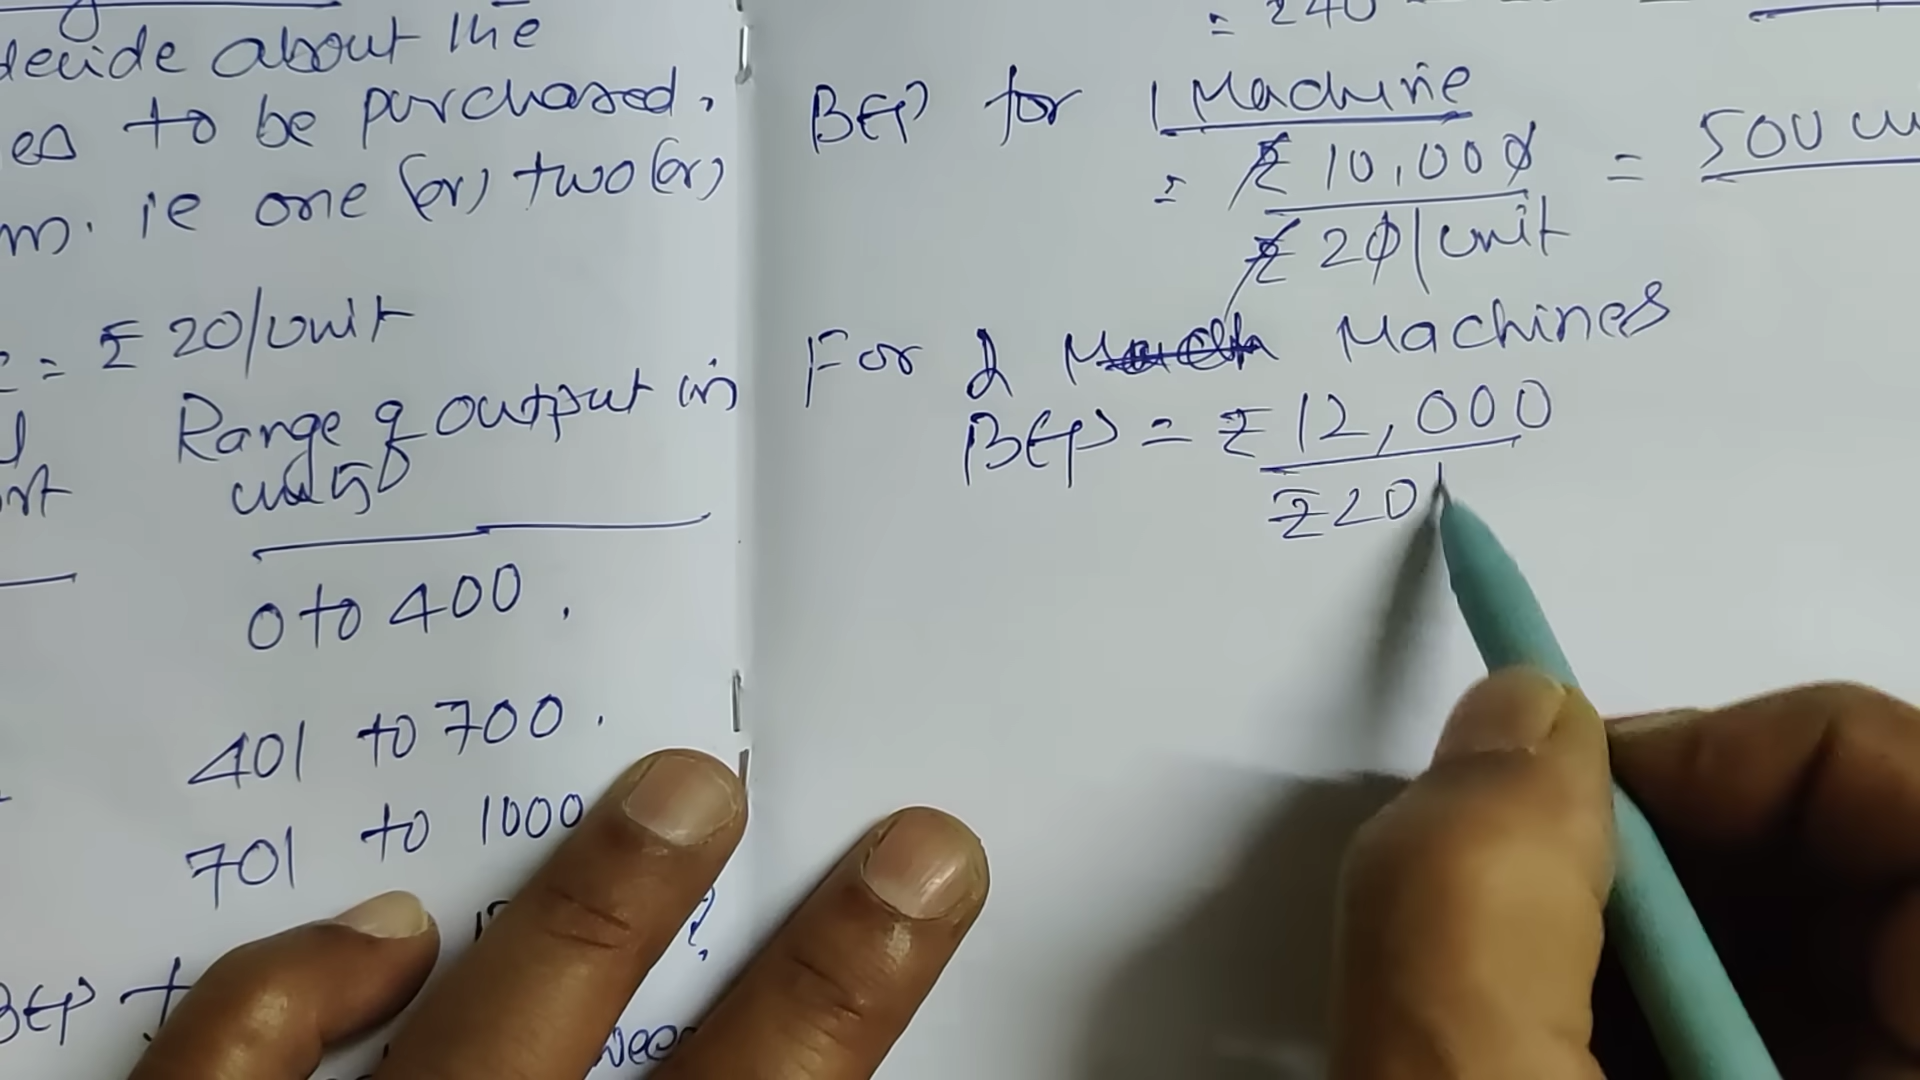 decide about the
to be purchased.
ie one (or) two (or)
= ₹ 20/unit
Range of output in
units
0 to 400.
401 to 700.
701 to 1000
BEP
= ₹40
BEP for 1 Machine
= ₹ 10,000 = 500
₹ 20/unit
For 2 Machines
BEP = ₹ 12,000
₹ 20/